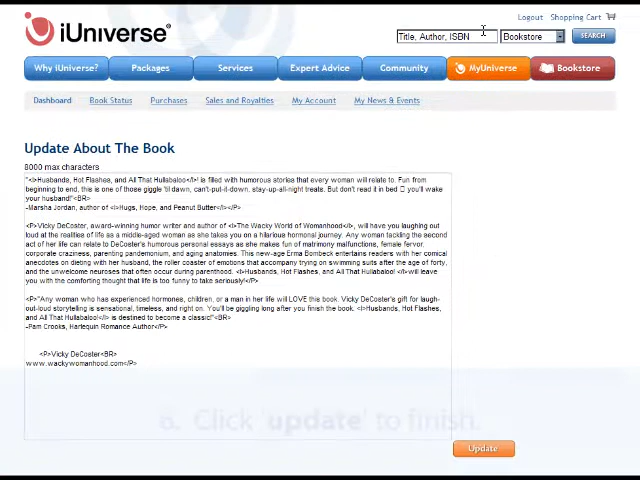 Logout Shopping Cart
iUniverse®
Title, Author, ISBN Bookstore SEARCH
Why iUniverse? Packages Services Expert Advice Community MyUniverse Bookstore
Dashboard Book Status Purchases Sales and Royalties My Account My News & Events
Update About The Book
8000 max characters
"<I>Husbands, Hot Flashes, and All That Hullabaloo</I>! is filled with humorous stories that every woman will relate to. Fun from
beginning to end, this is one of those giggle 'til dawn, can't-put-it-down, stay-up-all-night treats. But don't read it in bed � you'll wake
your husband!"<BR>
-Marsha Jordan, author of <I>Hugs, Hope, and Peanut Butter</I></P>
<P>Vicky DeCoster, award-winning humor writer and author of <I>The Wacky World of Womanhood</I>, will have you laughing out
loud at the realities of life as a middle-aged woman as she takes you on a hilarious hormonal journey. Any woman tackling the second
act of her life can relate to DeCoster's humorous personal essays as she makes fun of matrimony malfunctions, female fervor,
corporate craziness, parenting pandemonium, and aging anatomies. This new-age Erma Bombeck entertains readers with her comical
anecdotes on dieting with her husband, the roller coaster of emotions that accompany trying on swimming suits after the age of forty,
and the unwelcome neuroses that often occur during parenthood. <I>Husbands, Hot Flashes, and All That Hullabaloo! </I>will leave
you with the comforting thought that life is too funny to take seriously!</P>
<P>"Any woman who has experienced hormones, children, or a man in her life will LOVE this book. Vicky DeCoster's gift for laugh-
out-loud storytelling is sensational, timeless, and right on. You'll be giggling long after you finish the book. <I>Husbands, Hot Flashes,
and All That Hullabaloo!</I> is destined to become a classic!"<BR>
-Pam Crooks, Harlequin Romance Author</P>
<P>Vicky DeCoster<BR>
www.wackywomanhood.com</P>
6. Click 'update' to finish.
Update